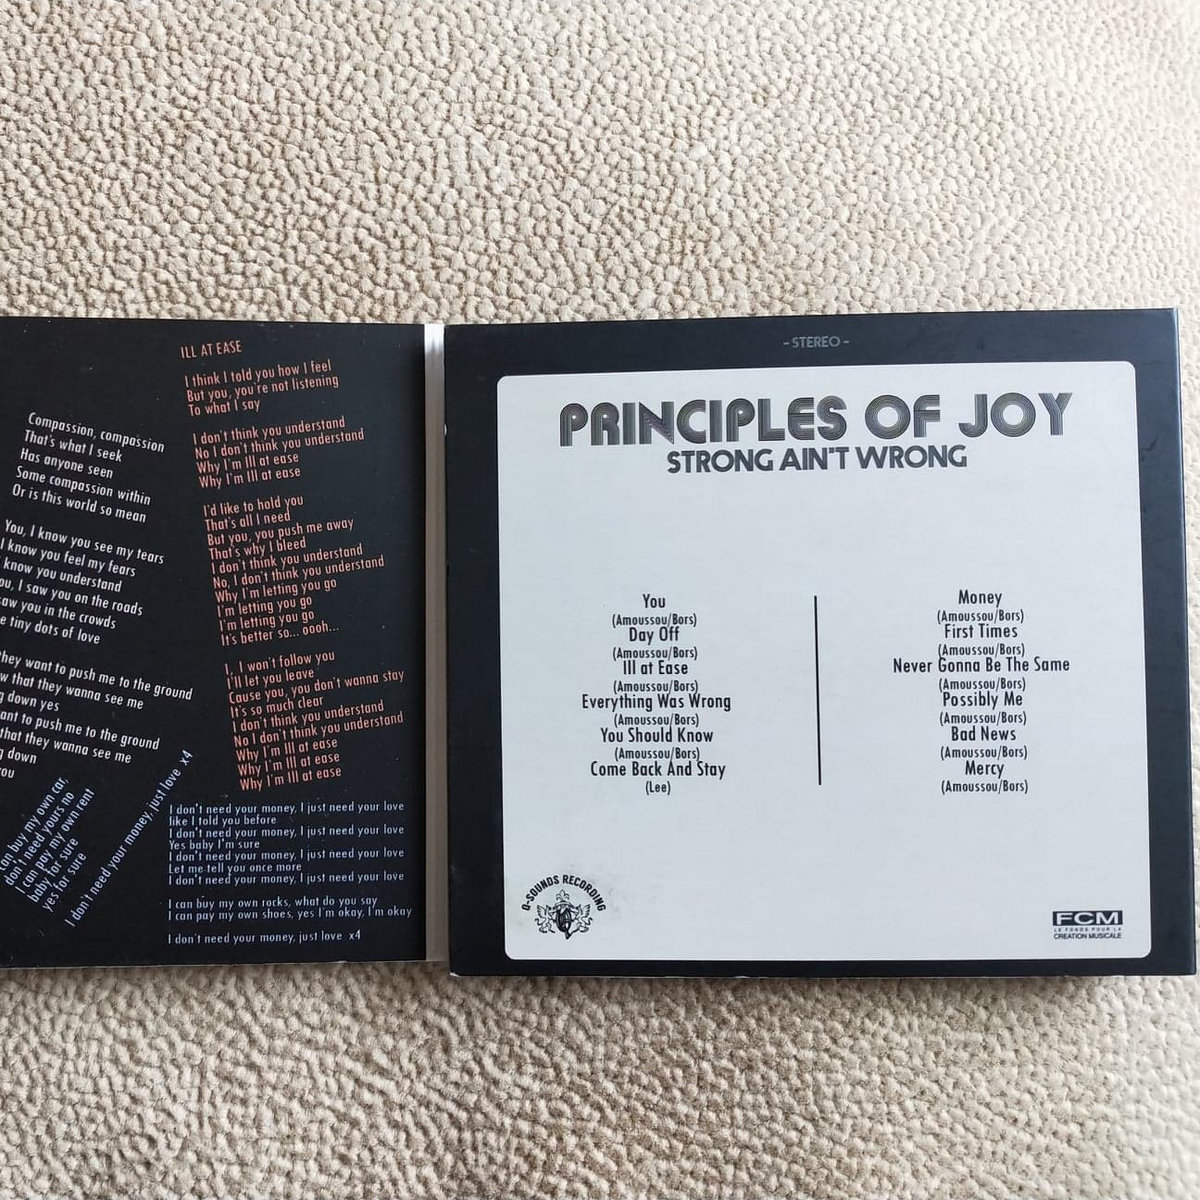 Compassion, compassion
That's what I seek
Has anyone seen
Some compassion within
Or is this world so mean
You, I know you see my tears
I know you feel my fears
know you understand
I saw you on the roads
saw you in the crowds
tiny dots of love
they want to push me to the ground
that they wanna see me
down yes
want to push me to the ground
that they wanna see me
down
you
can buy my own car,
don't need yours no
I can pay my own rent
baby for sure
yes for sure
I don't need your money, just love x4
ILL AT EASE
I think I told you how I feel
But you, you're not listening
To what I say
I don't think you understand
No I don't think you understand
Why I'm Ill at ease
Why I'm Ill at ease
I'd like to hold you
That's all I need
But you, you push me away
That's why I bleed
I don't think you understand
No, I don't think you understand
Why I'm letting you go
I'm letting you go
I'm letting you go
It's better so... oooh...
I, I won't follow you
I'll let you leave
Cause you, you don't wanna stay
It's so much clear
I don't think you understand
No I don't think you understand
Why I'm Ill at ease
Why I'm Ill at ease
Why I'm Ill at ease
I don't need your money, I just need your love
like I told you before
I don't need your money, I just need your love
Yes baby I'm sure
I don't need your money, I just need your love
Let me tell you once more
I don't need your money, I just need your love
I can buy my own rocks, what do you say
I can pay my own shoes, yes I'm okay, I'm okay
I don't need your money, just love x4
- STEREO -
PRINCIPLES OF JOY
STRONG AIN'T WRONG
You
(Amoussou/Bors)
Day Off
(Amoussou/Bors)
Ill at Ease
(Amoussou/Bors)
Everything Was Wrong
(Amoussou/Bors)
You Should Know
(Amoussou/Bors)
Come Back And Stay
(Lee)
Money
(Amoussou/Bors)
First Times
(Amoussou/Bors)
Never Gonna Be The Same
(Amoussou/Bors)
Possibly Me
(Amoussou/Bors)
Bad News
(Amoussou/Bors)
Mercy
(Amoussou/Bors)
Q-SOUNDS RECORDING
FCM
LE FONDS POUR LA
CREATION MUSICALE